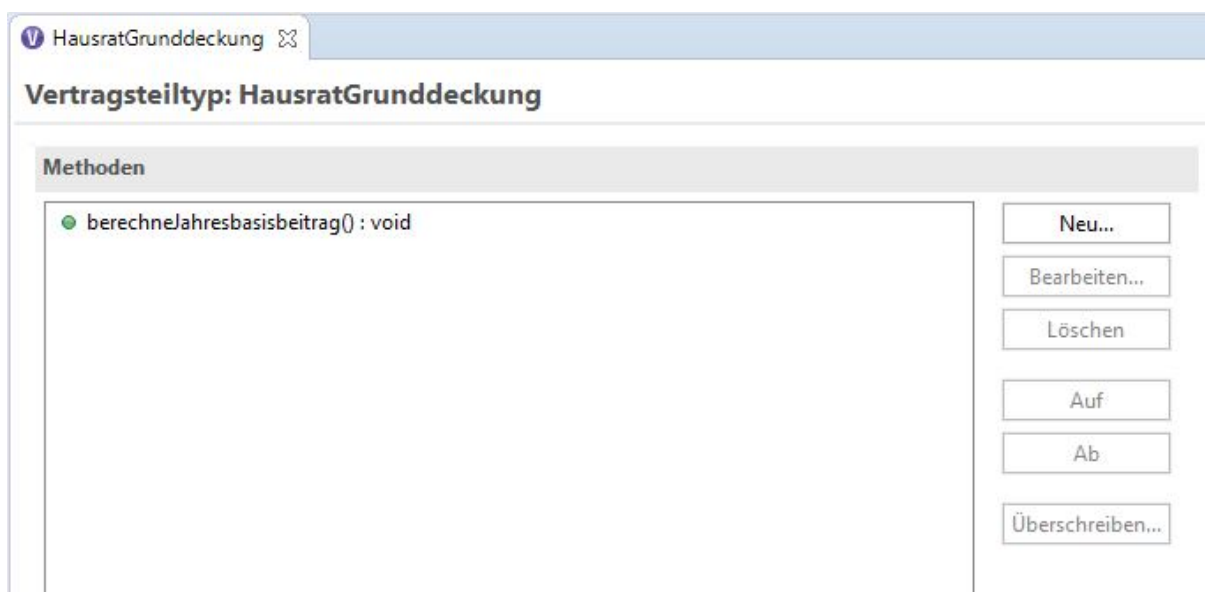 V HausratGrunddeckung
Vertragsteiltyp: HausratGrunddeckung
Methoden
berechneJahresbasisbeitrag() : void
Neu...
Bearbeiten...
Löschen
Auf
Ab
Überschreiben...